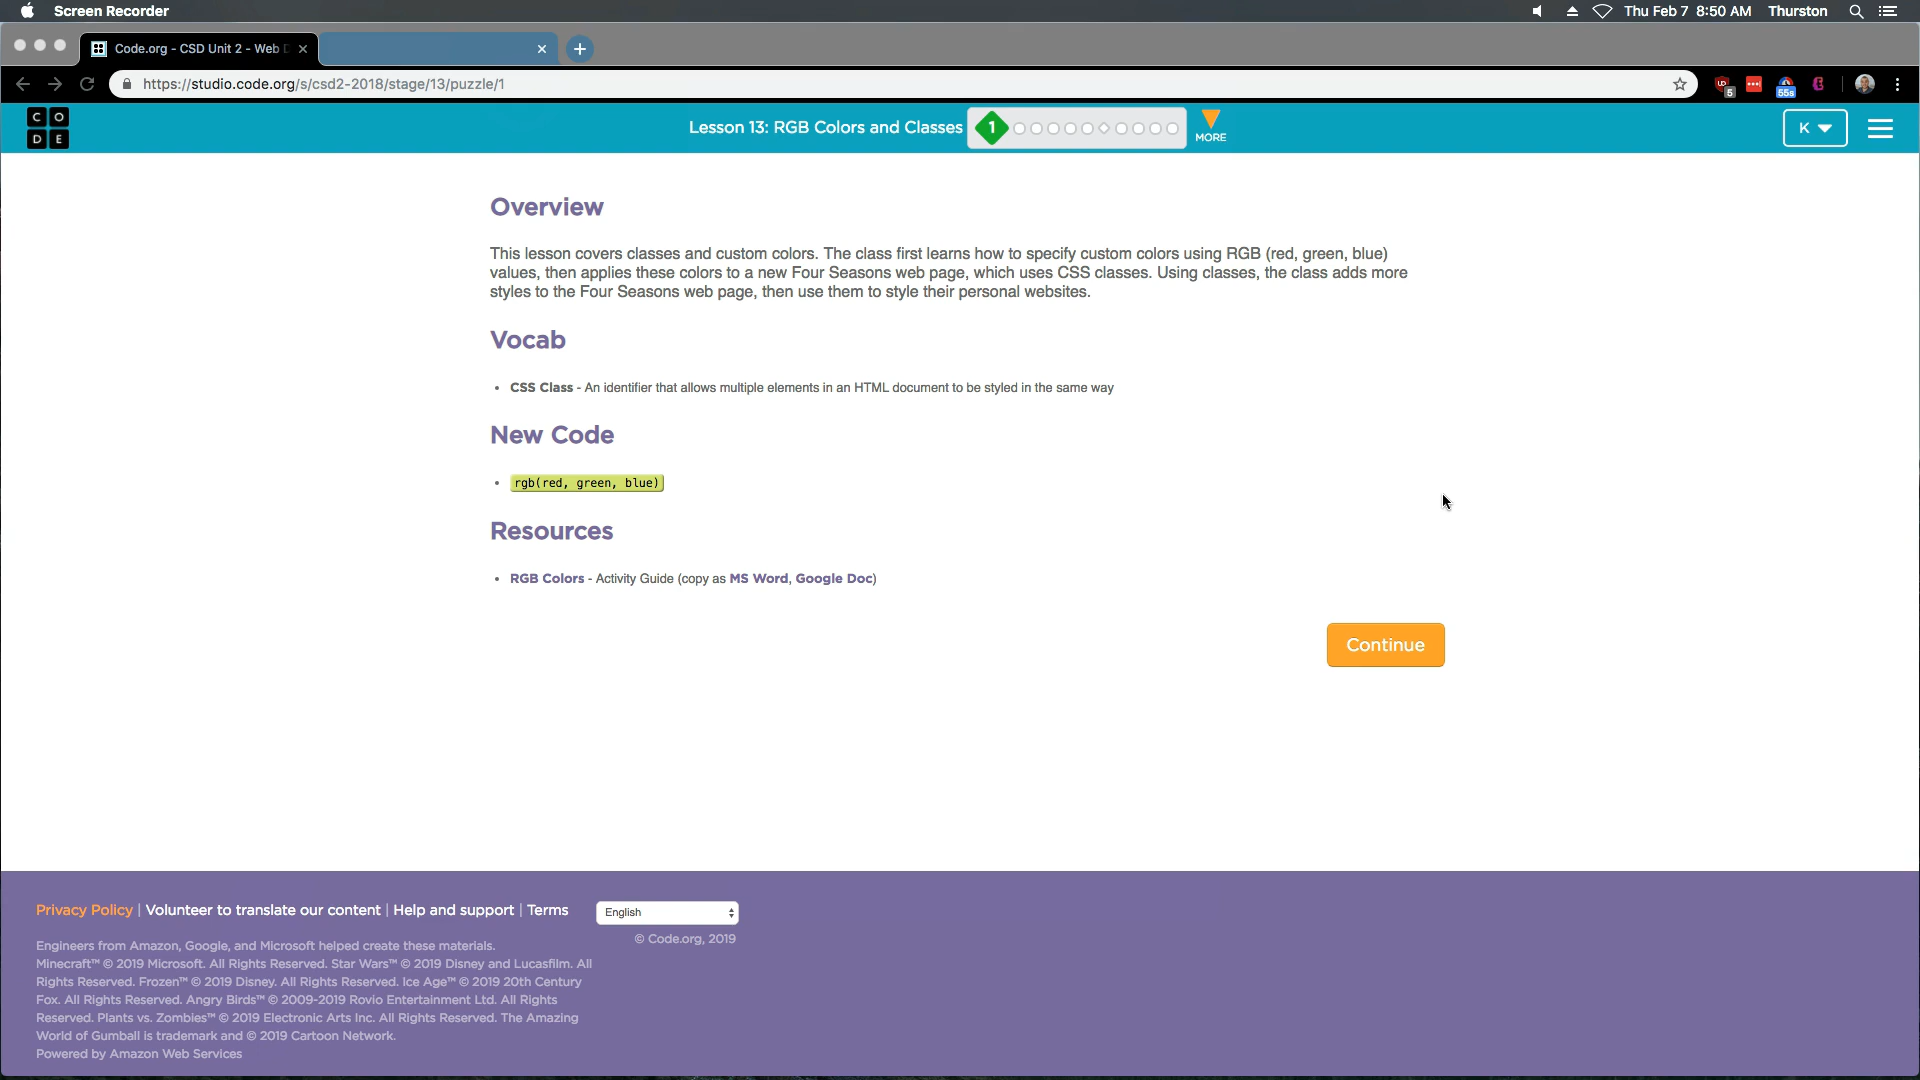 Screen Recorder
Thu Feb 7 8:50 AM Thurston
Code.org - CSD Unit 2 - Web
https://studio.code.org/s/csd2-2018/stage/13/puzzle/1
5
55s
C O
D E
Lesson 13: RGB Colors and Classes
1
MORE
K
Overview
This lesson covers classes and custom colors. The class first learns how to specify custom colors using RGB (red, green, blue)
values, then applies these colors to a new Four Seasons web page, which uses CSS classes. Using classes, the class adds more
styles to the Four Seasons web page, then use them to style their personal websites.
Vocab
• CSS Class - An identifier that allows multiple elements in an HTML document to be styled in the same way
New Code
• rgb(red, green, blue)
Resources
• RGB Colors - Activity Guide (copy as MS Word, Google Doc)
Continue
Privacy Policy | Volunteer to translate our content | Help and support | Terms
English
© Code.org, 2019
Engineers from Amazon, Google, and Microsoft helped create these materials.
Minecraft™ © 2019 Microsoft. All Rights Reserved. Star Wars™ © 2019 Disney and Lucasfilm. All
Rights Reserved. Frozen™ © 2019 Disney. All Rights Reserved. Ice Age™ © 2019 20th Century
Fox. All Rights Reserved. Angry Birds™ © 2009-2019 Rovio Entertainment Ltd. All Rights
Reserved. Plants vs. Zombies™ © 2019 Electronic Arts Inc. All Rights Reserved. The Amazing
World of Gumball is trademark and © 2019 Cartoon Network.
Powered by Amazon Web Services